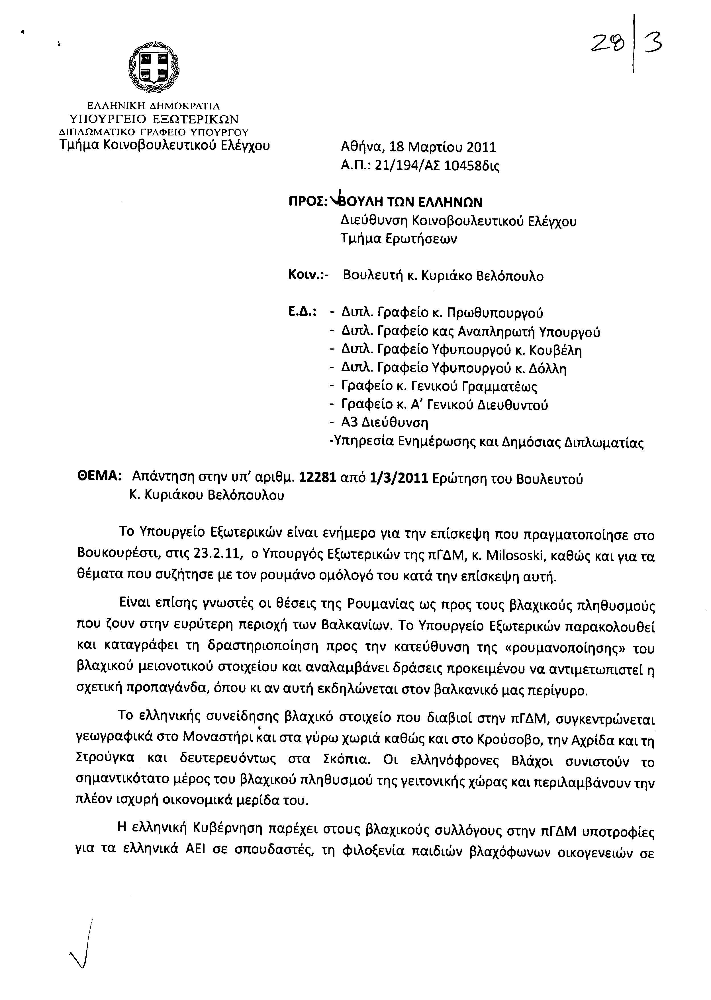 28/3
ΕΛΛΗΝΙΚΗ ΔΗΜΟΚΡΑΤΙΑ
ΥΠΟΥΡΓΕΙΟ ΕΞΩΤΕΡΙΚΩΝ
ΔΙΠΛΩΜΑΤΙΚΟ ΓΡΑΦΕΙΟ ΥΠΟΥΡΓΟΥ
Τμήμα Κοινοβουλευτικού Ελέγχου
Αθήνα, 18 Μαρτίου 2011
Α.Π.: 21/194/ΑΣ 10458δις
ΠΡΟΣ: ΒΟΥΛΗ ΤΩΝ ΕΛΛΗΝΩΝ
Διεύθυνση Κοινοβουλευτικού Ελέγχου
Τμήμα Ερωτήσεων
Κοιν.:- Βουλευτή κ. Κυριάκο Βελόπουλο
Ε.Δ.: - Διπλ. Γραφείο κ. Πρωθυπουργού
- Διπλ. Γραφείο κας Αναπληρωτή Υπουργού
- Διπλ. Γραφείο Υφυπουργού κ. Κουβέλη
- Διπλ. Γραφείο Υφυπουργού κ. Δόλλη
- Γραφείο κ. Γενικού Γραμματέως
- Γραφείο κ. Α’ Γενικού Διευθυντού
- Α3 Διεύθυνση
-Υπηρεσία Ενημέρωσης και Δημόσιας Διπλωματίας
ΘΕΜΑ: Απάντηση στην υπ’ αριθμ. 12281 από 1/3/2011 Ερώτηση του Βουλευτού
Κ. Κυριάκου Βελόπουλου
Το Υπουργείο Εξωτερικών είναι ενήμερο για την επίσκεψη που πραγματοποίησε στο
Βουκουρέστι, στις 23.2.11, ο Υπουργός Εξωτερικών της πΓΔΜ, κ. Milososki, καθώς και για τα
θέματα που συζήτησε με τον ρουμάνο ομόλογό του κατά την επίσκεψη αυτή.
Είναι επίσης γνωστές οι θέσεις της Ρουμανίας ως προς τους βλαχικούς πληθυσμούς
που ζουν στην ευρύτερη περιοχή των Βαλκανίων. Το Υπουργείο Εξωτερικών παρακολουθεί
και καταγράφει τη δραστηριοποίηση προς την κατεύθυνση της «ρουμανοποίησης» του
βλαχικού μειονοτικού στοιχείου και αναλαμβάνει δράσεις προκειμένου να αντιμετωπιστεί η
σχετική προπαγάνδα, όπου κι αν αυτή εκδηλώνεται στον βαλκανικό μας περίγυρο.
Το ελληνικής συνείδησης βλαχικό στοιχείο που διαβιοί στην πΓΔΜ, συγκεντρώνεται
γεωγραφικά στο Μοναστήρι και στα γύρω χωριά καθώς και στο Κρούσοβο, την Αχρίδα και τη
Στρούγκα και δευτερευόντως στα Σκόπια. Οι ελληνόφρονες Βλάχοι συνιστούν το
σημαντικότατο μέρος του βλαχικού πληθυσμού της γειτονικής χώρας και περιλαμβάνουν την
πλέον ισχυρή οικονομικά μερίδα του.
Η ελληνική Κυβέρνηση παρέχει στους βλαχικούς συλλόγους στην πΓΔΜ υποτροφίες
για τα ελληνικά ΑΕΙ σε σπουδαστές, τη φιλοξενία παιδιών βλαχόφωνων οικογενειών σε